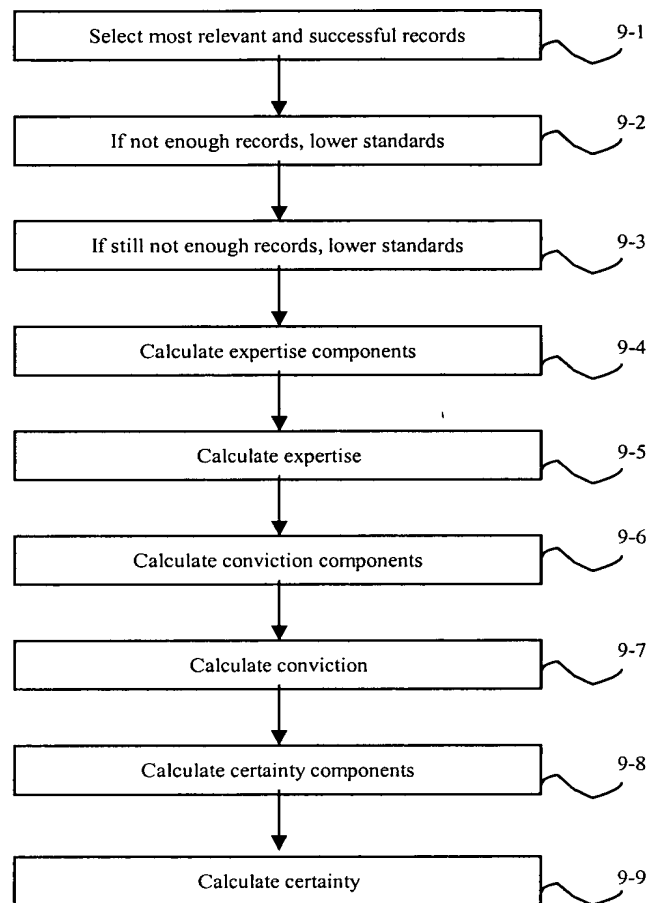 Select most relevant and successful records
9-1
If not enough records, lower standards
9-2
If still not enough records, lower standards
9-3
Calculate expertise components
9-4
Calculate expertise
9-5
Calculate conviction components
9-6
Calculate conviction
9-7
Calculate certainty components
9-8
Calculate certainty
9-9